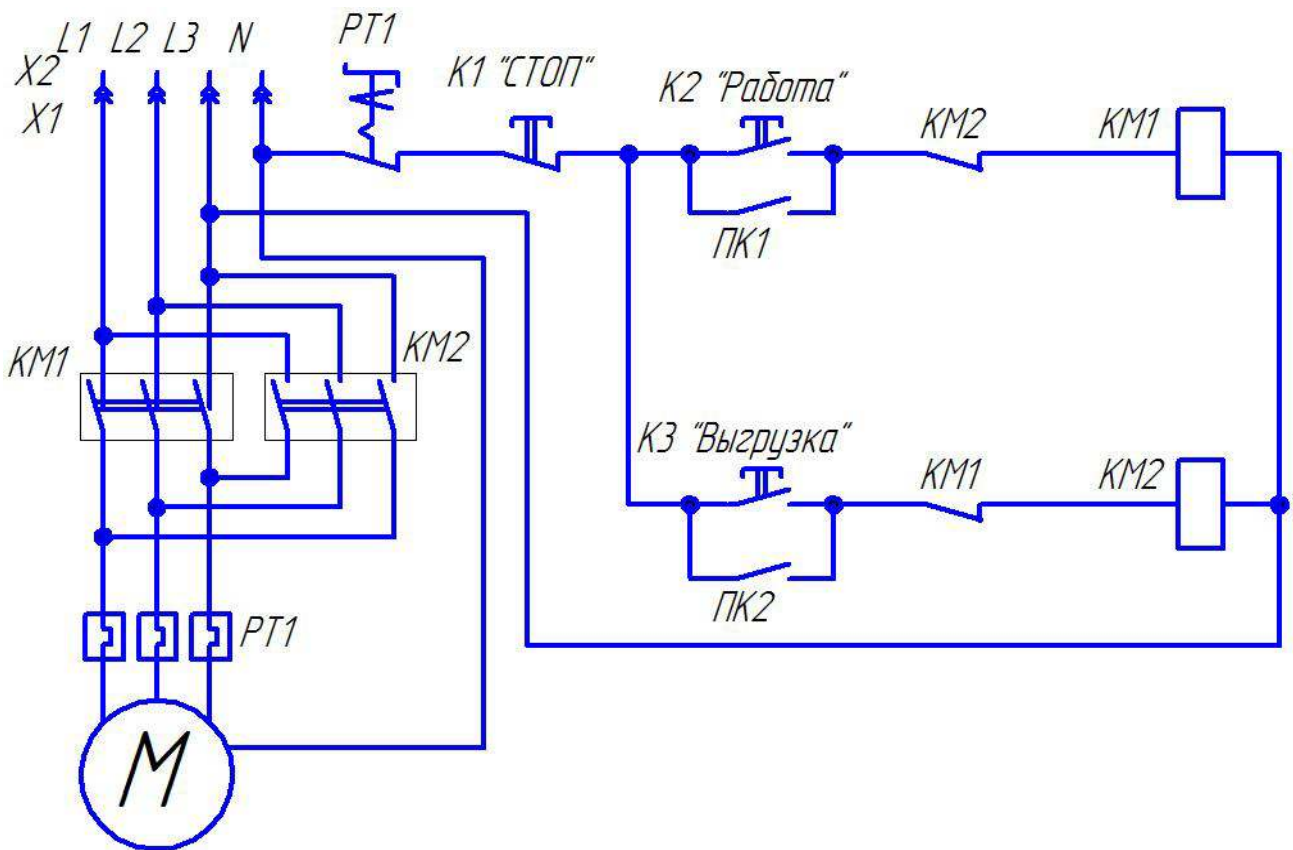 L1 L2 L3 N
X2
X1
РТ1
К1 "СТОП"
К2 "Работа"
КМ2
КМ1
ПК1
КМ1
КМ2
К3 "Выгрузка"
КМ1
КМ2
ПК2
РТ1
М